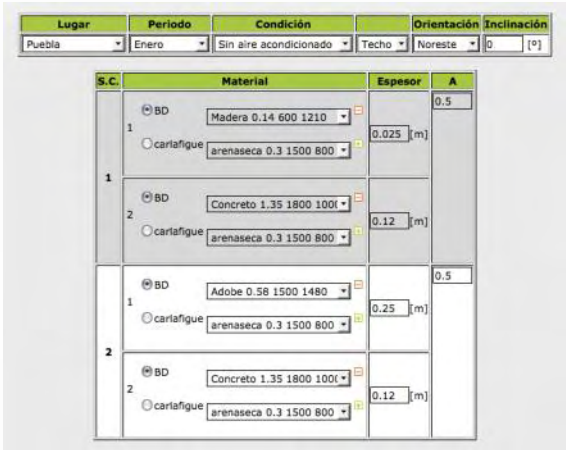 Lugar Periodo Condición Orientación Inclinación
Puebla Enero Sin aire acondicionado Techo Noreste 0 [º]
S.C. Material Espesor A
1
1
BD
Madera 0.14 600 1210
carlafigue
arenaseca 0.3 1500 800
0.025 [m]
0.5
2
BD
Concreto 1.35 1800 100(
carlafigue
arenaseca 0.3 1500 800
0.12 [m]
2
1
BD
Adobe 0.58 1500 1480
carlafigue
arenaseca 0.3 1500 800
0.25 [m]
0.5
2
BD
Concreto 1.35 1800 100(
carlafigue
arenaseca 0.3 1500 800
0.12 [m]